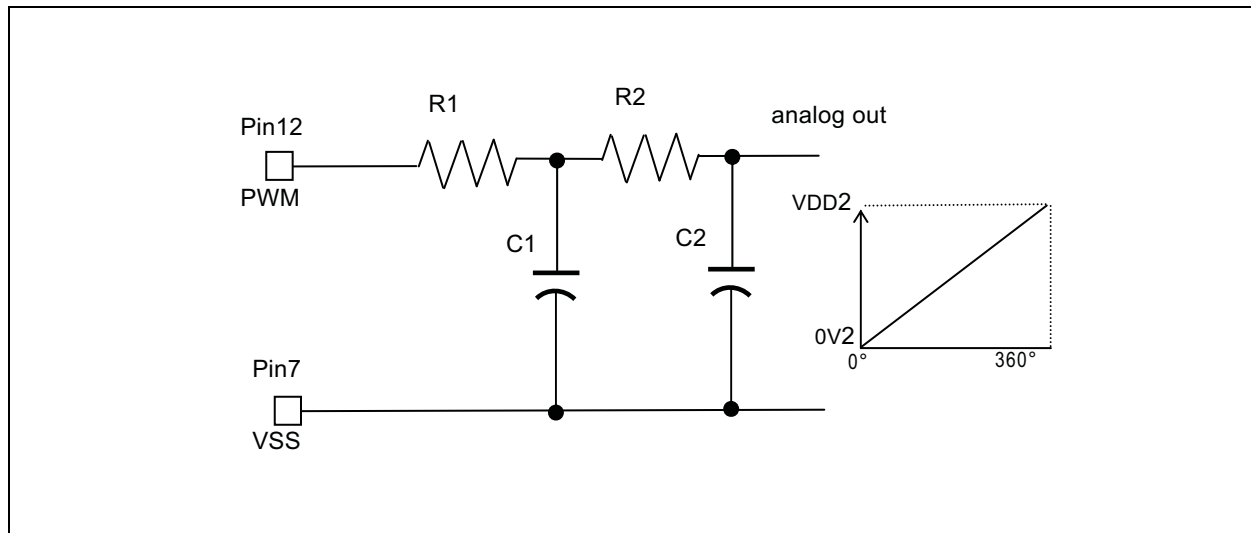 R1
R2
analog out
Pin12
PWM
VDD2
C1
C2
0V2
0°
360°
Pin7
VSS